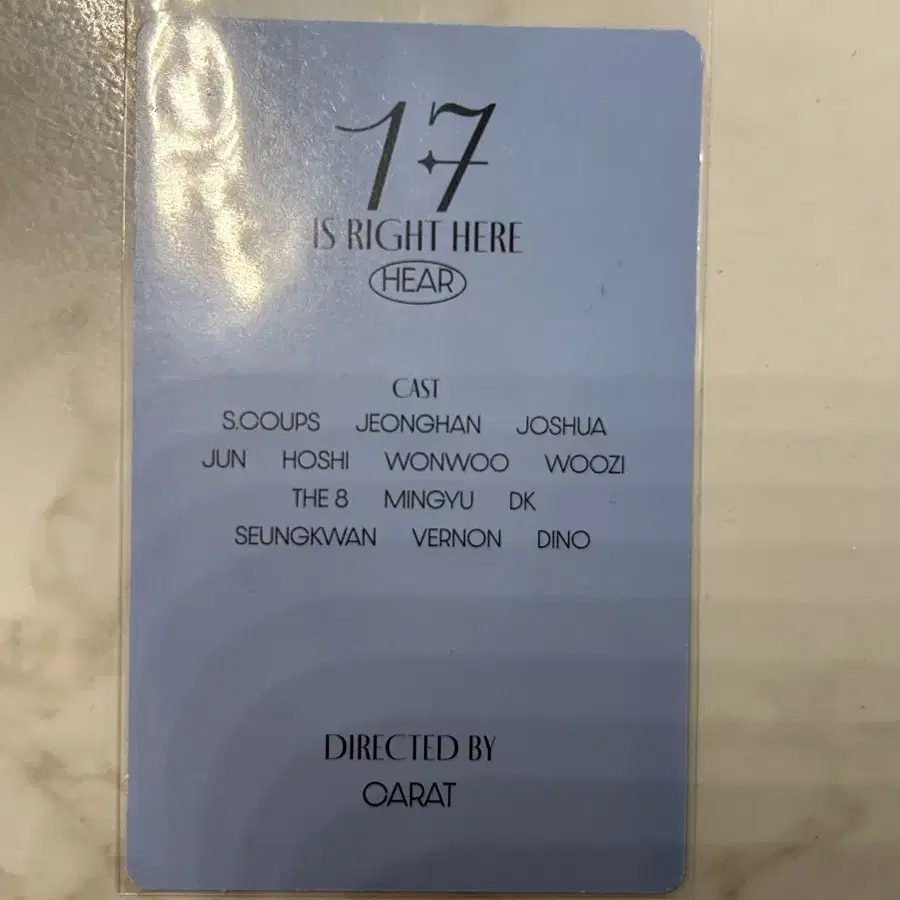 17
IS RIGHT HERE
HEAR
CAST
S.COUPS JEONGHAN JOSHUA
JUN HOSHI WONWOO WOOZI
THE 8 MINGYU DK
SEUNGKWAN VERNON DINO
DIRECTED BY
CARAT